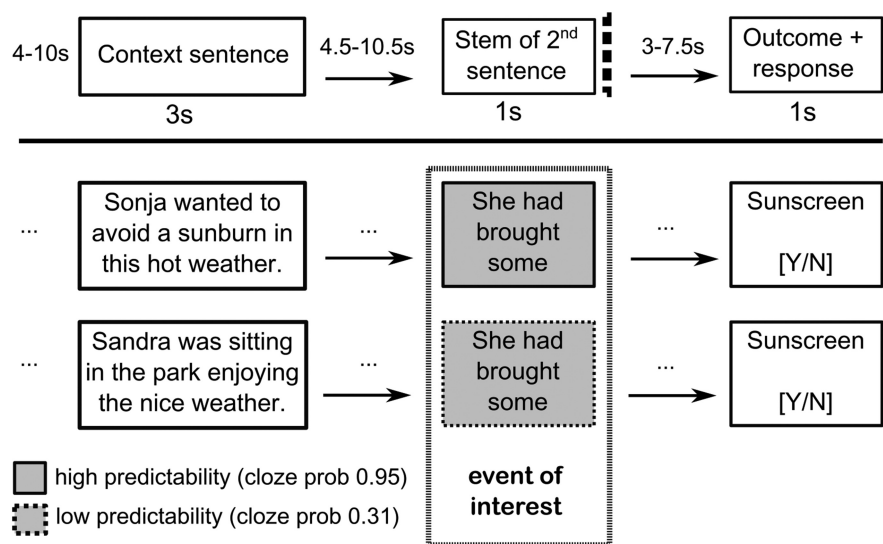 4-10s
Context sentence
3s
4.5-10.5s
Stem of 2nd
sentence
1s
3-7.5s
Outcome +
response
1s
...
Sonja wanted to
avoid a sunburn in
this hot weather.
...
She had
brought
some
...
Sunscreen
[Y/N]
...
Sandra was sitting
in the park enjoying
the nice weather.
...
She had
brought
some
...
Sunscreen
[Y/N]
high predictability (cloze prob 0.95)
low predictability (cloze prob 0.31)
event of
interest